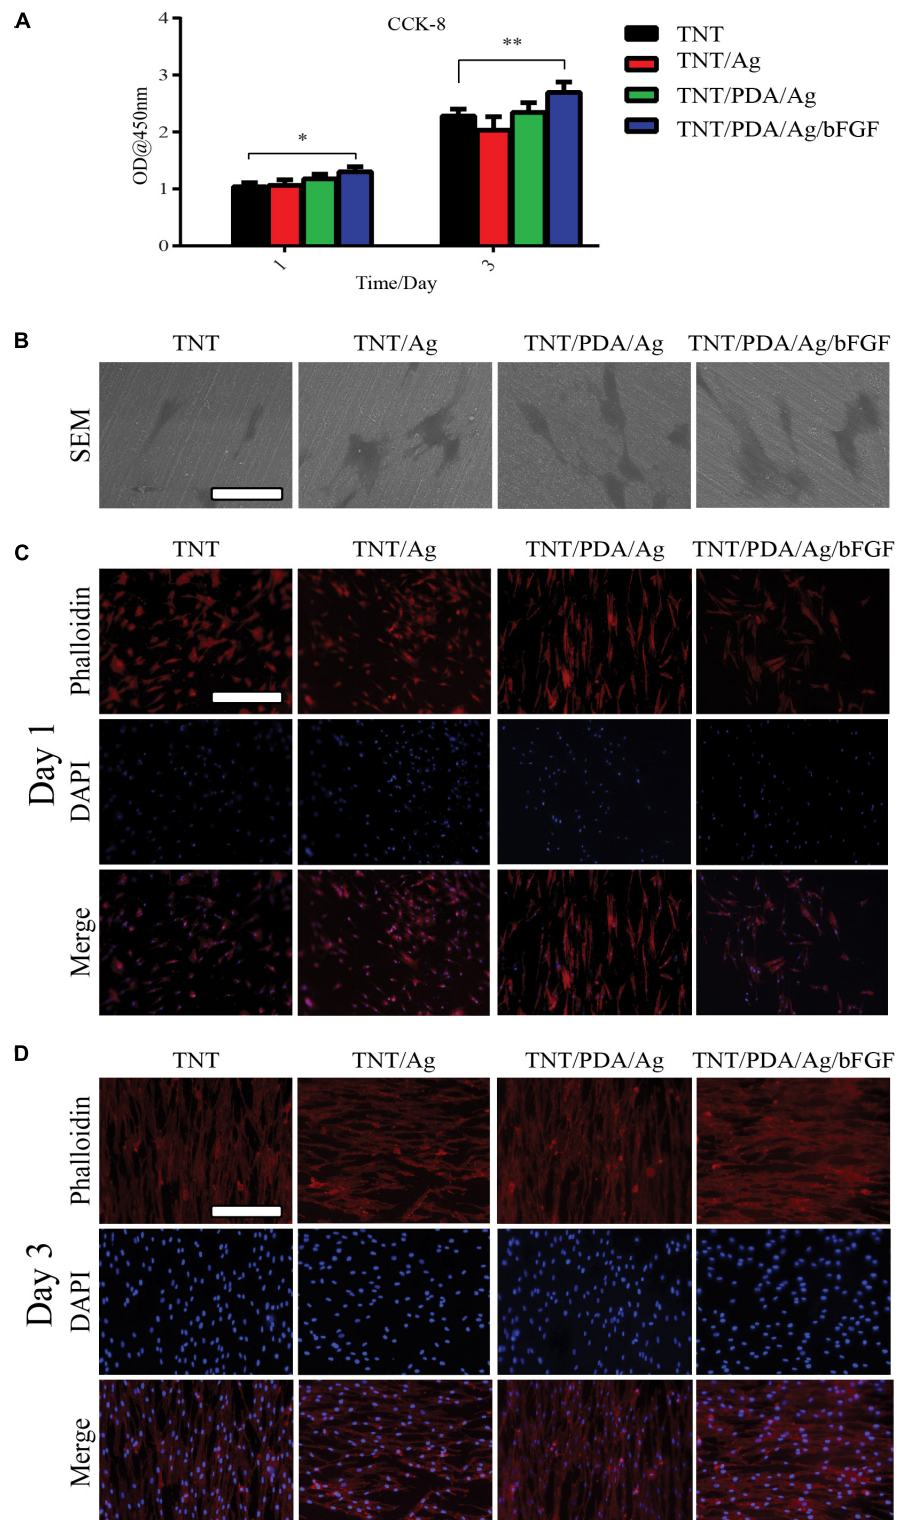 A
CCK-8
4
3
2
1
0
OD@450nm
*
**
1
3
Time/Day
TNT
TNT/Ag
TNT/PDA/Ag
TNT/PDA/Ag/bFGF
B
TNT
TNT/Ag
TNT/PDA/Ag
TNT/PDA/Ag/bFGF
SEM
C
TNT
TNT/Ag
TNT/PDA/Ag
TNT/PDA/Ag/bFGF
Day 1
Phalloidin
DAPI
Merge
D
TNT
TNT/Ag
TNT/PDA/Ag
TNT/PDA/Ag/bFGF
Day 3
Phalloidin
DAPI
Merge